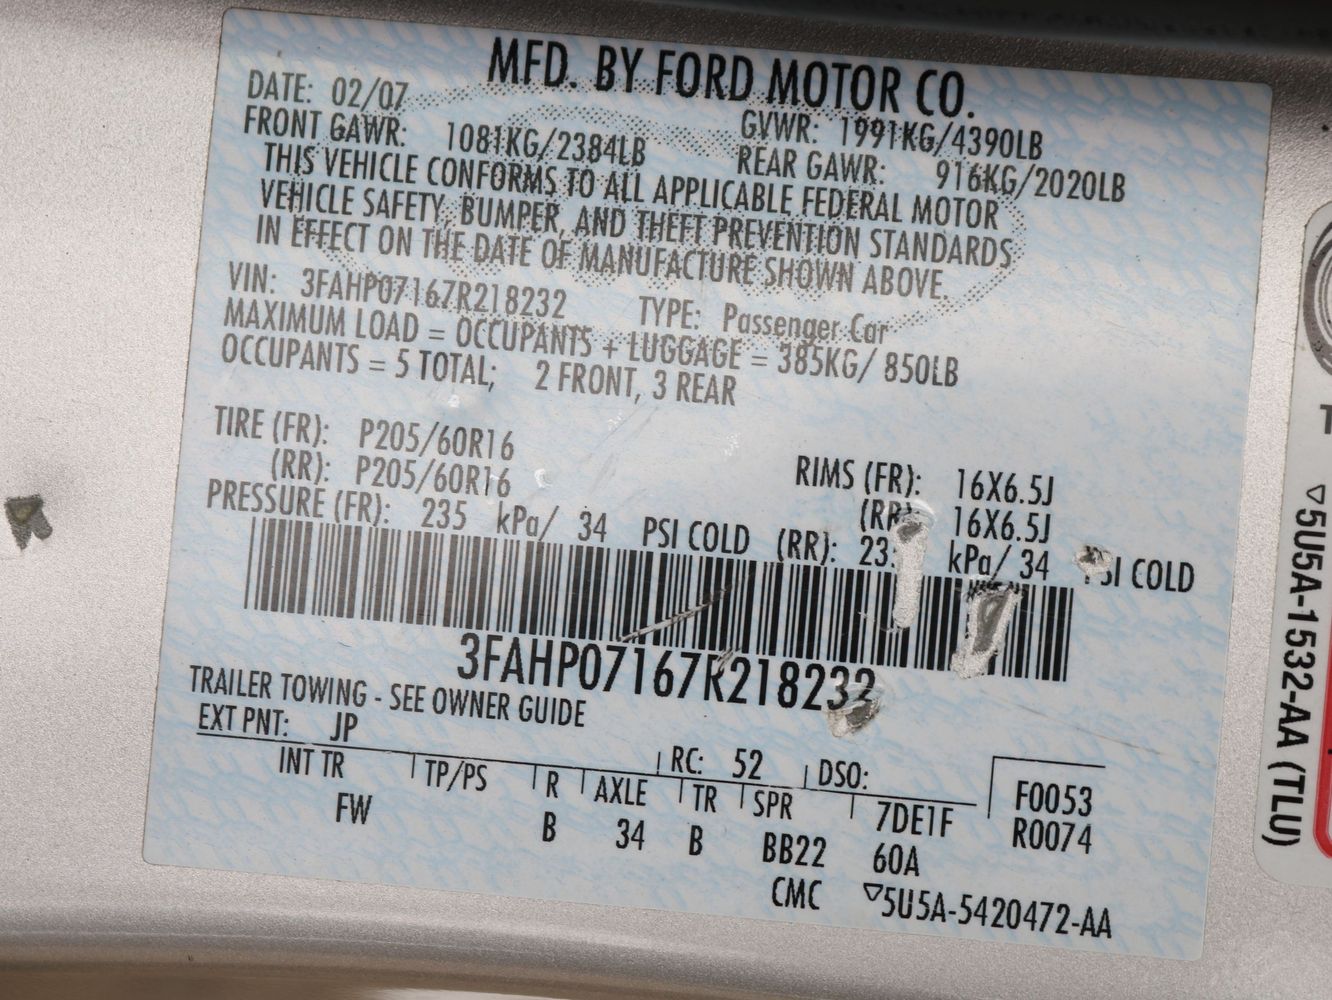 MFD. BY FORD MOTOR CO.
DATE: 02/07 GVWR: 1991KG/4390LB
FRONT GAWR: 1081KG/2384LB REAR GAWR: 916KG/2020LB
THIS VEHICLE CONFORMS TO ALL APPLICABLE FEDERAL MOTOR
VEHICLE SAFETY, BUMPER, AND THEFT PREVENTION STANDARDS
IN EFFECT ON THE DATE OF MANUFACTURE SHOWN ABOVE.
VIN: 3FAHP07167R218232 TYPE: Passenger Car
MAXIMUM LOAD = OCCUPANTS + LUGGAGE = 385KG/ 850LB
OCCUPANTS = 5 TOTAL; 2 FRONT, 3 REAR
TIRE (FR): P205/60R16 RIMS (FR): 16X6.5J
(RR): P205/60R16 (RR): 16X6.5J
PRESSURE (FR): 235 kPa/ 34 PSI COLD (RR): kPa/ 34 PSI COLD
3FAHP07167R218232
TRAILER TOWING - SEE OWNER GUIDE
EXT PNT: JP RC: 52 DSO:
INT TR TP/PS R AXLE TR SPR 7DE1F F0053
FW B 34 B BB22 60A R0074
CMC ▽5U5A-5420472-AA
▽5U5A-1532-AA (TLU)